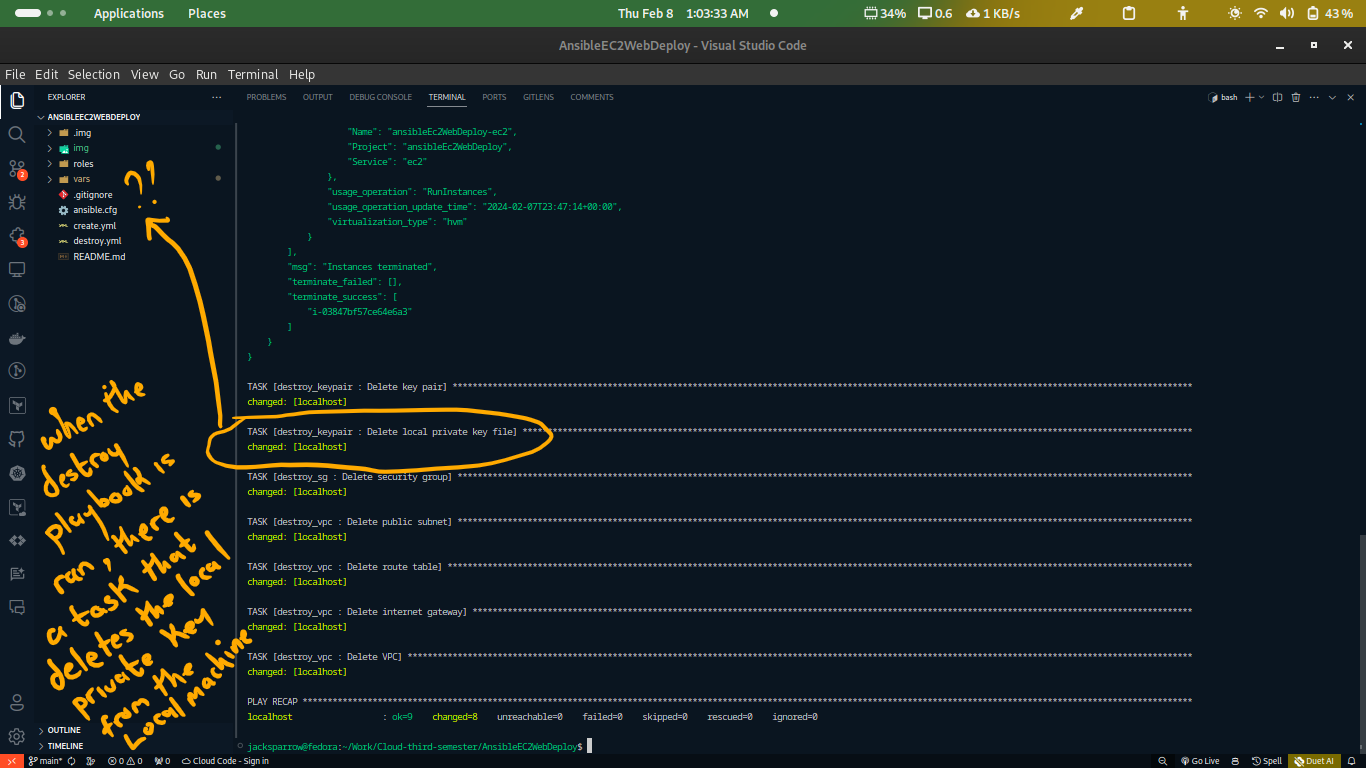 Applications Places Thu Feb 8 1:03:33 AM 34% 0.6 1 KB/s 43 %
AnsibleEC2WebDeploy - Visual Studio Code
File Edit Selection View Go Run Terminal Help
EXPLORER
ANSIBLEEC2WEBDEPLOY
.img
img
roles
vars
.gitignore
ansible.cfg
create.yml
destroy.yml
README.md
??
when the
destroy
playbook is
ran, there is
a task that
deletes the local
private key
from the
local machine
OUTLINE
TIMELINE
2
3
PROBLEMS OUTPUT DEBUG CONSOLE TERMINAL PORTS GITLENS COMMENTS bash
"Name": "ansibleEc2WebDeploy-ec2",
"Project": "ansibleEc2WebDeploy",
"Service": "ec2"
},
"usage_operation": "RunInstances",
"usage_operation_update_time": "2024-02-07T23:47:14+00:00",
"virtualization_type": "hvm"
}
],
"msg": "Instances terminated",
"terminate_failed": [],
"terminate_success": [
"i-03847bf57ce64e6a3"
]
}
}
TASK [destroy_keypair : Delete key pair] ****************************************************************************************************************************************************
changed: [localhost]
TASK [destroy_keypair : Delete local private key file] **************************************************************************************************************************************
changed: [localhost]
TASK [destroy_sg : Delete security group] ***************************************************************************************************************************************************
changed: [localhost]
TASK [destroy_vpc : Delete public subnet] ***************************************************************************************************************************************************
changed: [localhost]
TASK [destroy_vpc : Delete route table] *****************************************************************************************************************************************************
changed: [localhost]
TASK [destroy_vpc : Delete internet gateway] ************************************************************************************************************************************************
changed: [localhost]
TASK [destroy_vpc : Delete VPC] *************************************************************************************************************************************************************
changed: [localhost]
PLAY RECAP **********************************************************************************************************************************************************************************
localhost : ok=9 changed=8 unreachable=0 failed=0 skipped=0 rescued=0 ignored=0
jacksparrow@fedora:~/Work/Cloud-third-semester/AnsibleEC2WebDeploy$
main* 0 0 0 Cloud Code - Sign in Go Live Spell Duet AI